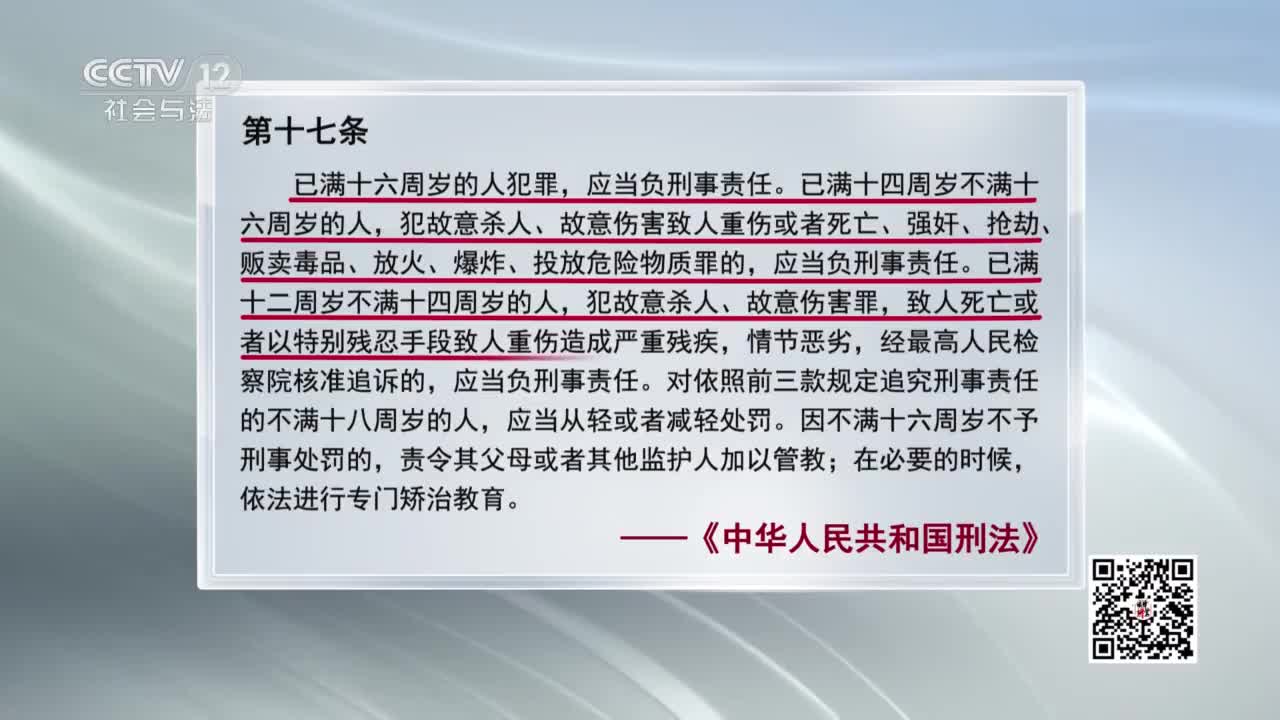 CCTV 12
社会与法
第十七条
已满十六周岁的人犯罪，应当负刑事责任。已满十四周岁不满十
六周岁的人，犯故意杀人、故意伤害致人重伤或者死亡、强奸、抢劫、
贩卖毒品、放火、爆炸、投放危险物质罪的，应当负刑事责任。已满
十二周岁不满十四周岁的人，犯故意杀人、故意伤害罪，致人死亡或
者以特别残忍手段致人重伤造成严重残疾，情节恶劣，经最高人民检
察院核准追诉的，应当负刑事责任。对依照前三款规定追究刑事责任
的不满十八周岁的人，应当从轻或者减轻处罚。因不满十六周岁不予
刑事处罚的，责令其父母或者其他监护人加以管教；在必要的时候，
依法进行专门矫治教育。
——《中华人民共和国刑法》